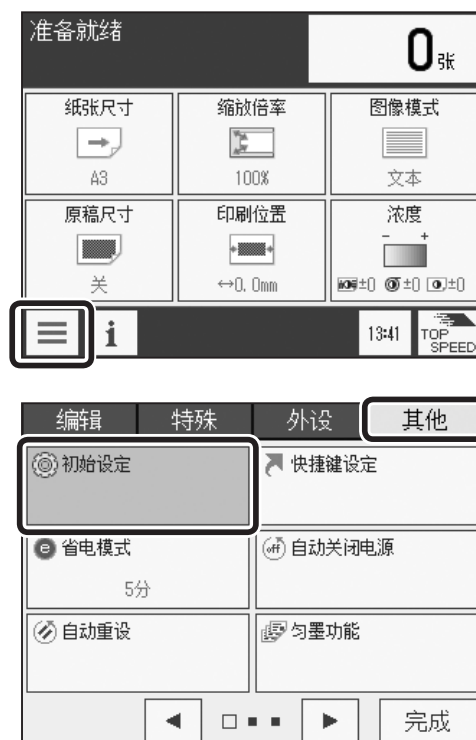 准备就绪
0张
纸张尺寸 缩放倍率 图像模式
A3 100% 文本
原稿尺寸 印刷位置 浓度
- +
关 ↔0.0mm ±0 ±0 ±0
i 13:41 TOP SPEED
编辑 特殊 外设 其他
初始设定 快捷键设定
e 省电模式 off 自动关闭电源
5分
自动重设 匀墨功能
◀ □ ■ ■ ▶ 完成